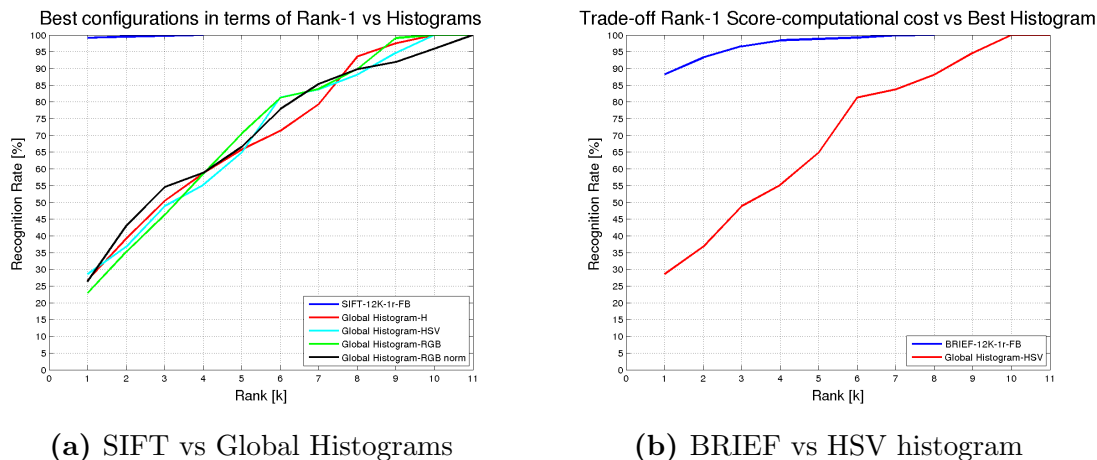 Best configurations in terms of Rank-1 vs Histograms
100
95
90
85
80
75
70
65
60
55
50
45
40
35
30
25
20
15
10
5
0
Recognition Rate [%]
SIFT-12K-1r-FB
Global Histogram-H
Global Histogram-HSV
Global Histogram-RGB
Global Histogram-RGB norm
0 1 2 3 4 5 6 7 8 9 10 11
Rank [k]
(a) SIFT vs Global Histograms
Trade-off Rank-1 Score-computational cost vs Best Histogram
100
95
90
85
80
75
70
65
60
55
50
45
40
35
30
25
20
15
10
5
0
Recognition Rate [%]
BRIEF-12K-1r-FB
Global Histogram-HSV
0 1 2 3 4 5 6 7 8 9 10 11
Rank [k]
(b) BRIEF vs HSV histogram